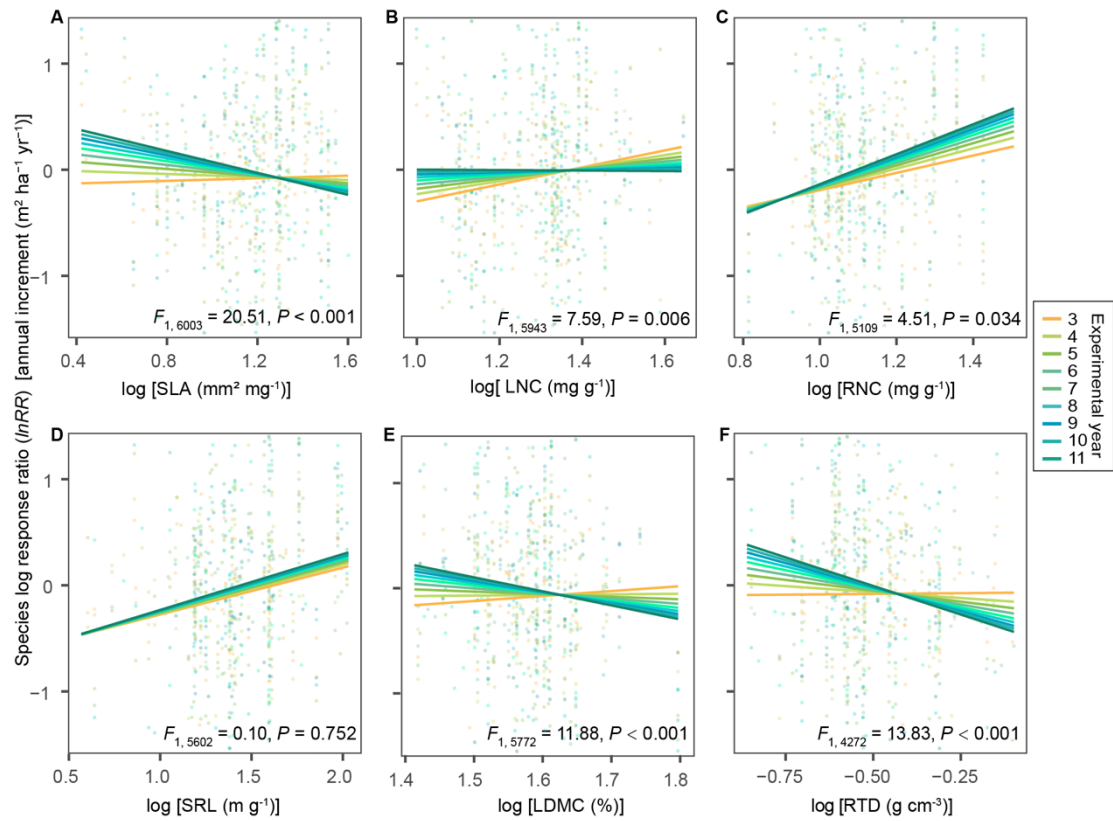 Species log response ratio (lnRR) [annual increment (m² ha⁻¹ yr⁻¹)]
A
1
0
−1
F1, 6003 = 20.51, P < 0.001
0.4
0.8
1.2
1.6
log [SLA (mm² mg⁻¹)]
B
F1, 5943 = 7.59, P = 0.006
1.0
1.2
1.4
1.6
log[ LNC (mg g⁻¹)]
C
F1, 5109 = 4.51, P = 0.034
0.8
1.0
1.2
1.4
log [RNC (mg g⁻¹)]
D
1
0
−1
F1, 5602 = 0.10, P = 0.752
0.5
1.0
1.5
2.0
log [SRL (m g⁻¹)]
E
F1, 5772 = 11.88, P < 0.001
1.4
1.5
1.6
1.7
1.8
log [LDMC (%)]
F
F1, 4272 = 13.83, P < 0.001
−0.75
−0.50
−0.25
log [RTD (g cm⁻³)]
Experimental year
3
4
5
6
7
8
9
10
11